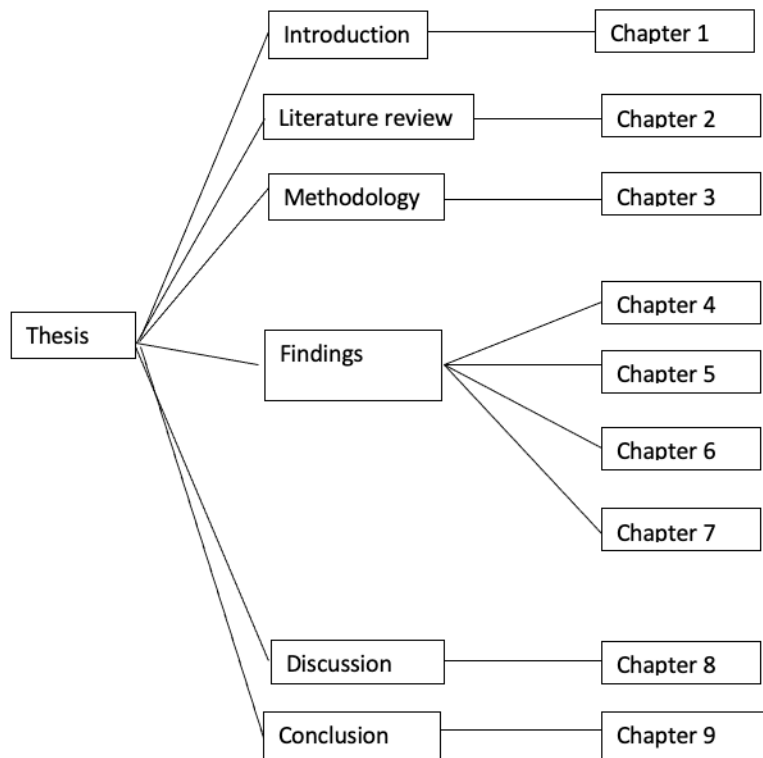 Introduction
Chapter 1
Literature review
Chapter 2
Methodology
Chapter 3
Thesis
Findings
Chapter 4
Chapter 5
Chapter 6
Chapter 7
Discussion
Chapter 8
Conclusion
Chapter 9